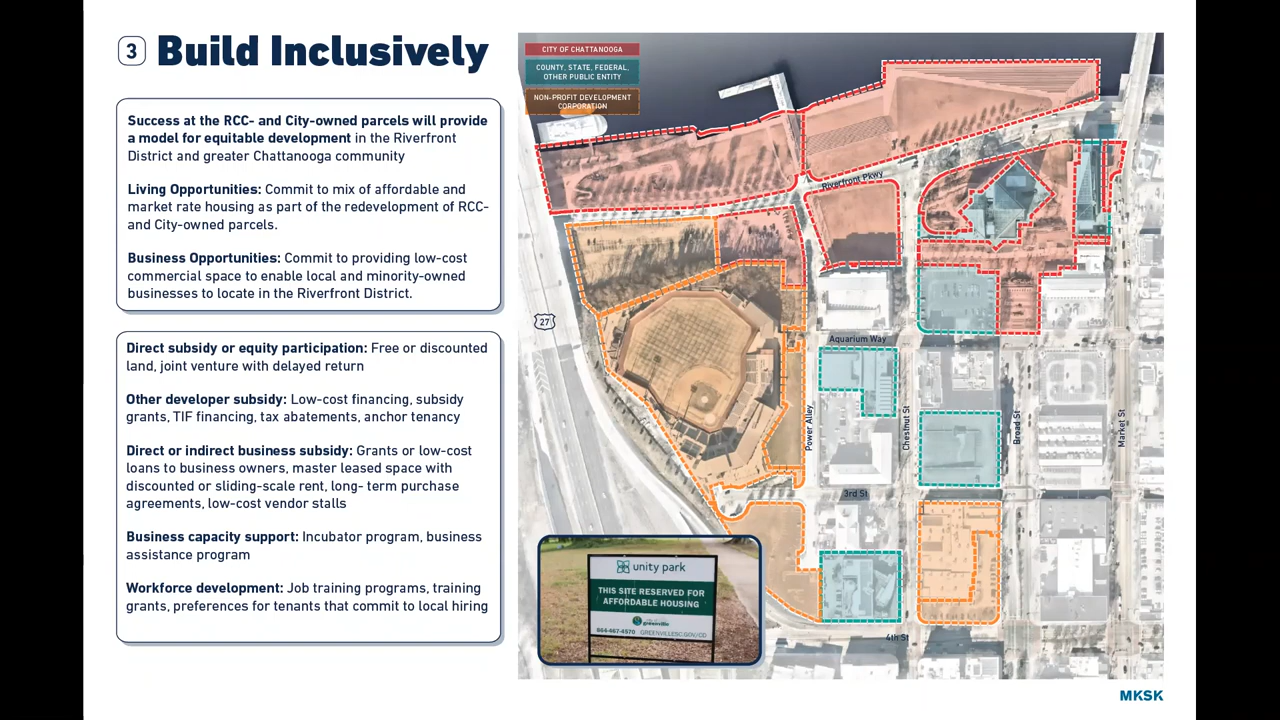 3 Build Inclusively
Success at the RCC- and City-owned parcels will provide
a model for equitable development in the Riverfront
District and greater Chattanooga community
Living Opportunities: Commit to mix of affordable and
market rate housing as part of the redevelopment of RCC-
and City-owned parcels.
Business Opportunities: Commit to providing low-cost
commercial space to enable local and minority-owned
businesses to locate in the Riverfront District.
Direct subsidy or equity participation: Free or discounted
land, joint venture with delayed return
Other developer subsidy: Low-cost financing, subsidy
grants, TIF financing, tax abatements, anchor tenancy
Direct or indirect business subsidy: Grants or low-cost
loans to business owners, master leased space with
discounted or sliding-scale rent, long- term purchase
agreements, low-cost vendor stalls
Business capacity support: Incubator program, business
assistance program
Workforce development: Job training programs, training
grants, preferences for tenants that commit to local hiring
CITY OF CHATTANOOGA
COUNTY, STATE, FEDERAL,
OTHER PUBLIC ENTITY
NON-PROFIT DEVELOPMENT
CORPORATION
Riverfront Pkwy
27
Aquarium Way
Power Alley
Chestnut St
Broad St
Market St
3rd St
4th St
unity park
THIS SITE RESERVED FOR
AFFORDABLE HOUSING
greenville
864-467-4570 GREENVILLESC.GOV/CD
MKSK